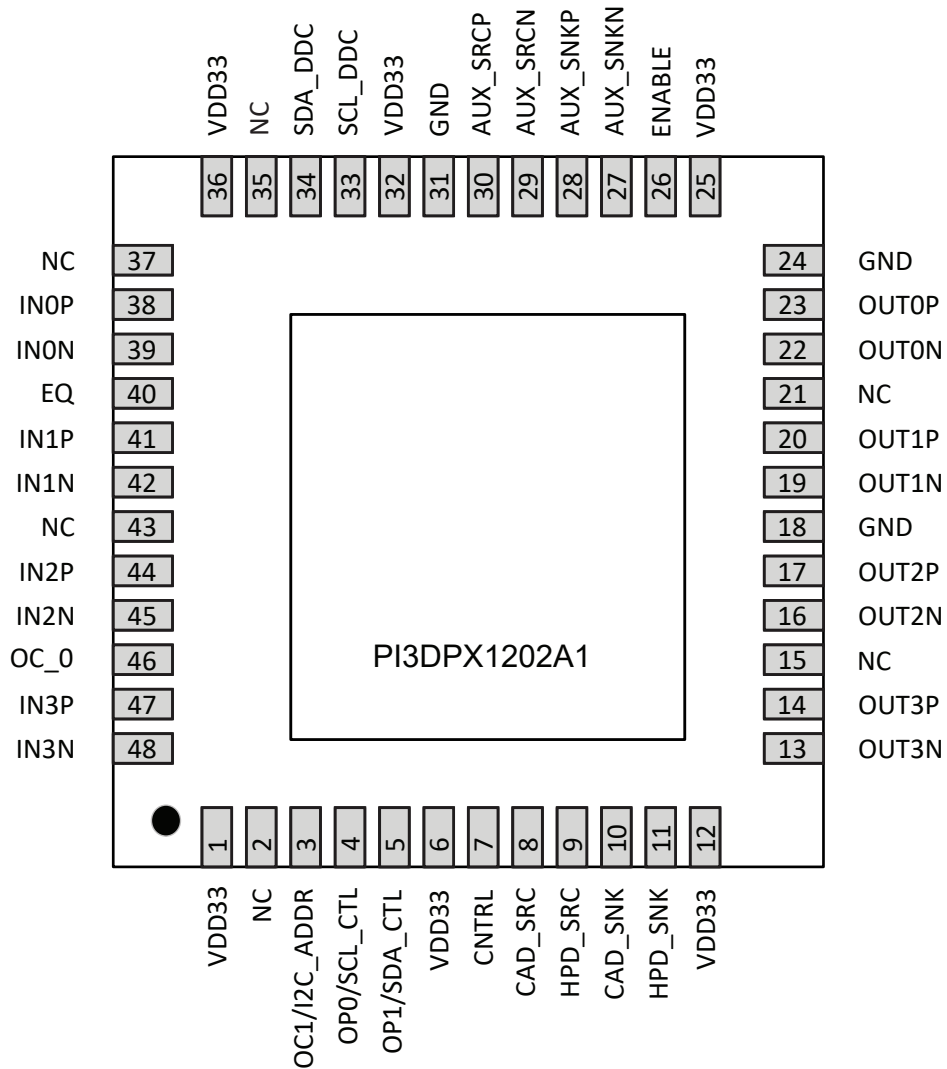 VDD33
NC
SDA_DDC
SCL_DDC
VDD33
GND
AUX_SRCP
AUX_SRCN
AUX_SNKP
AUX_SNKN
ENABLE
VDD33
36
35
34
33
32
31
30
29
28
27
26
25
NC 37
IN0P 38
IN0N 39
EQ 40
IN1P 41
IN1N 42
NC 43
IN2P 44
IN2N 45
OC_0 46
IN3P 47
IN3N 48
24 GND
23 OUT0P
22 OUT0N
21 NC
20 OUT1P
19 OUT1N
18 GND
17 OUT2P
16 OUT2N
15 NC
14 OUT3P
13 OUT3N
PI3DPX1202A1
1
2
3
4
5
6
7
8
9
10
11
12
VDD33
NC
OC1/I2C_ADDR
OP0/SCL_CTL
OP1/SDA_CTL
VDD33
CNTRL
CAD_SRC
HPD_SRC
CAD_SNK
HPD_SNK
VDD33